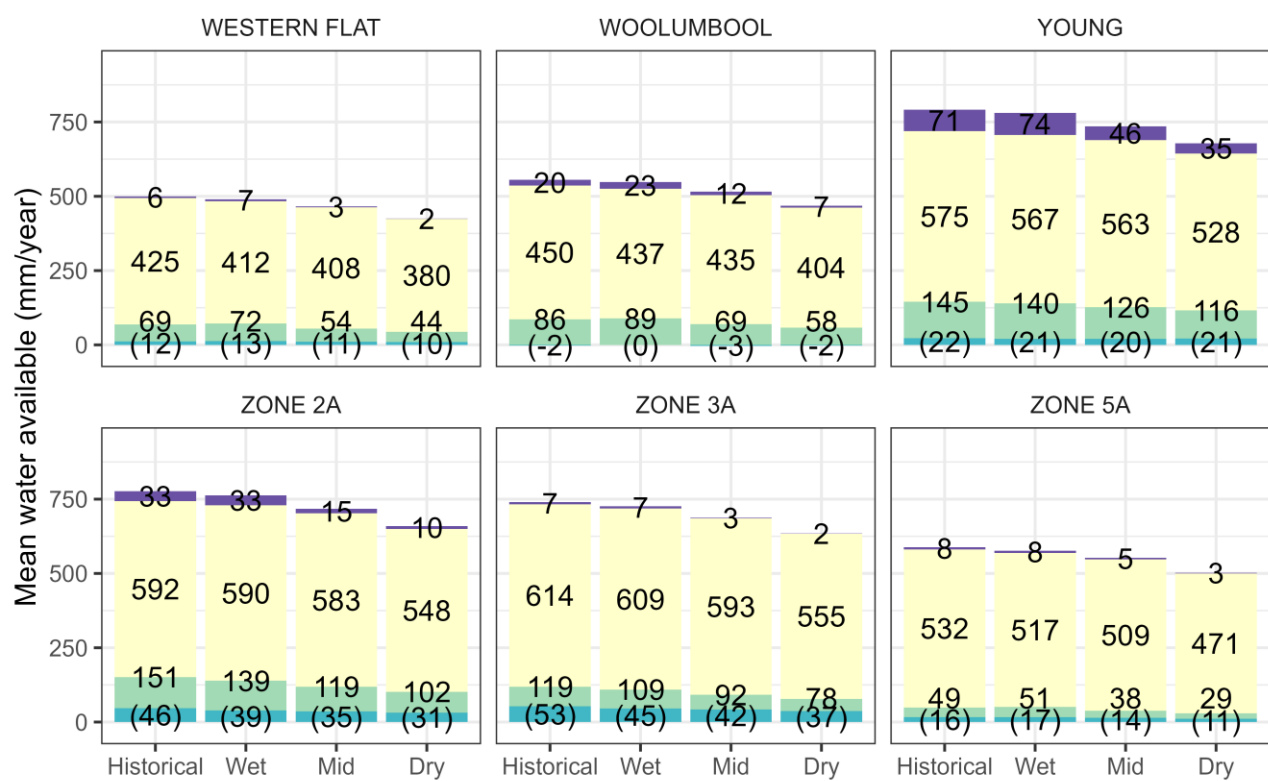 WESTERN FLAT WOOLUMBOOL YOUNG
Mean water available (mm/year)
750
500
250
0
6 7 3 2
425 412 408 380
69 72 54 44
(12) (13) (11) (10)
20 23 12 7
450 437 435 404
86 89 69 58
(-2) (0) (-3) (-2)
71 74 46 35
575 567 563 528
145 140 126 116
(22) (21) (20) (21)
ZONE 2A ZONE 3A ZONE 5A
750
500
250
0
33 33 15 10
592 590 583 548
151 139 119 102
(46) (39) (35) (31)
7 7 3 2
614 609 593 555
119 109 92 78
(53) (45) (42) (37)
8 8 5 3
532 517 509 471
49 51 38 29
(16) (17) (14) (11)
Historical Wet Mid Dry Historical Wet Mid Dry Historical Wet Mid Dry